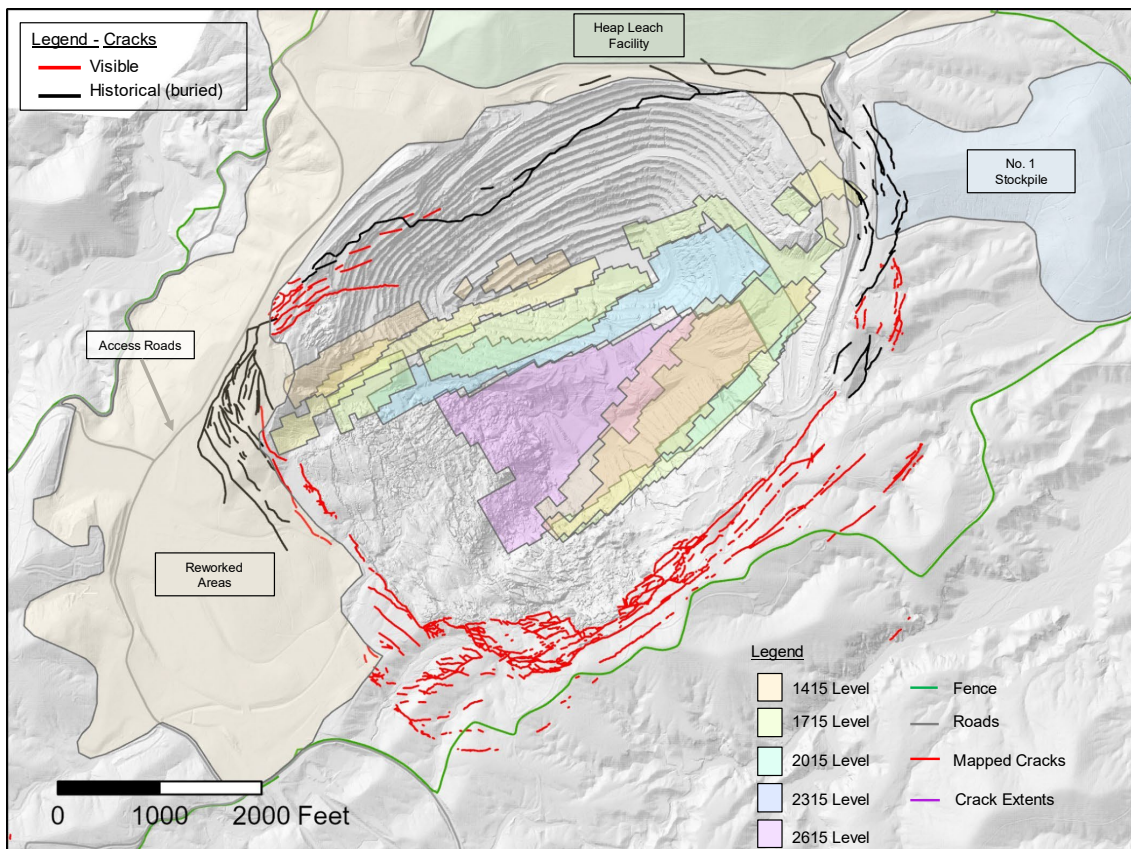 Legend - Cracks
Visible
Historical (buried)
Heap Leach
Facility
No. 1
Stockpile
Access Roads
Reworked
Areas
Legend
1415 Level
Fence
1715 Level
Roads
2015 Level
Mapped Cracks
2315 Level
Crack Extents
2615 Level
0 1000 2000 Feet